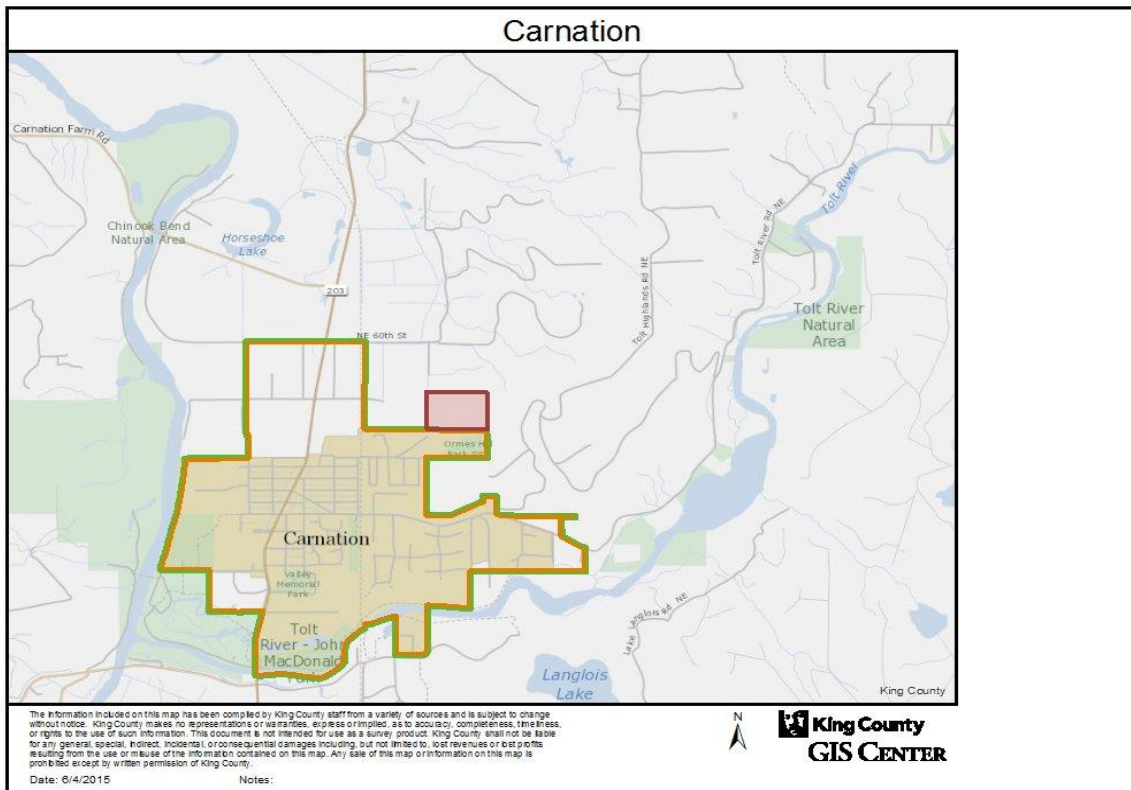 Carnation
Carnation Farm Rd
Chinook Bend
Natural Area
Horseshoe
Lake
203
NE 60th St
Tolt Highlands Rd NE
Tolt River Rd NE
Tolt River
Tolt River
Natural
Area
Ormes Hill
Park Site
Carnation
Valley
Memorial
Park
Tolt
River - John
MacDonald
Park
Lake Langlois Rd NE
Langlois
Lake
King County
The information included on this map has been compiled by King County staff from a variety of sources and is subject to change
without notice. King County makes no representations or warranties, express or implied, as to accuracy, completeness, timeliness,
or rights to the use of such information. This document is not intended for use as a survey product. King County shall not be liable
for any general, special, indirect, incidental, or consequential damages including, but not limited to, lost revenues or lost profits
resulting from the use or misuse of the information contained on this map. Any sale of this map or information on this map is
prohibited except by written permission of King County.
Date: 6/4/2015 Notes:
N
King County
GIS CENTER